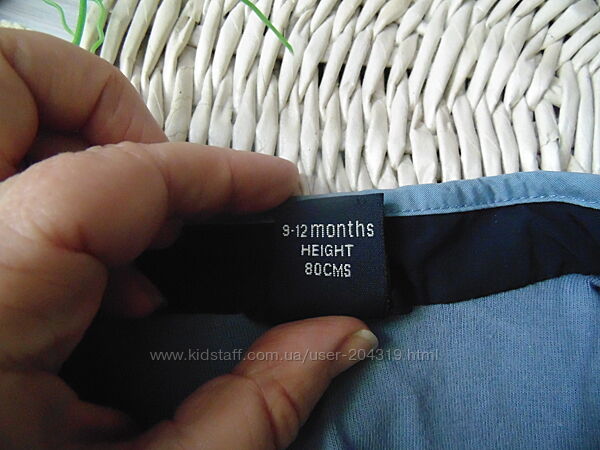 9-12 months
HEIGHT
80CMS
www.kidstaff.com.ua/user-204319.html